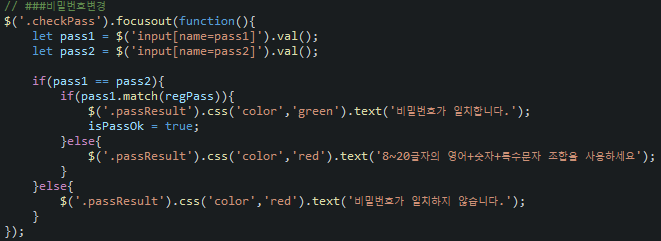 // ###비밀번호변경
$('.checkPass').focusout(function(){
let pass1 = $('input[name=pass1]').val();
let pass2 = $('input[name=pass2]').val();
if(pass1 == pass2){
if(pass1.match(regPass)){
$('.passResult').css('color','green').text('비밀번호가 일치합니다.');
isPassOk = true;
}else{
$('.passResult').css('color','red').text('8~20글자의 영어+숫자+특수문자 조합을 사용하세요');
}
}else{
$('.passResult').css('color','red').text('비밀번호가 일치하지 않습니다.');
}
});